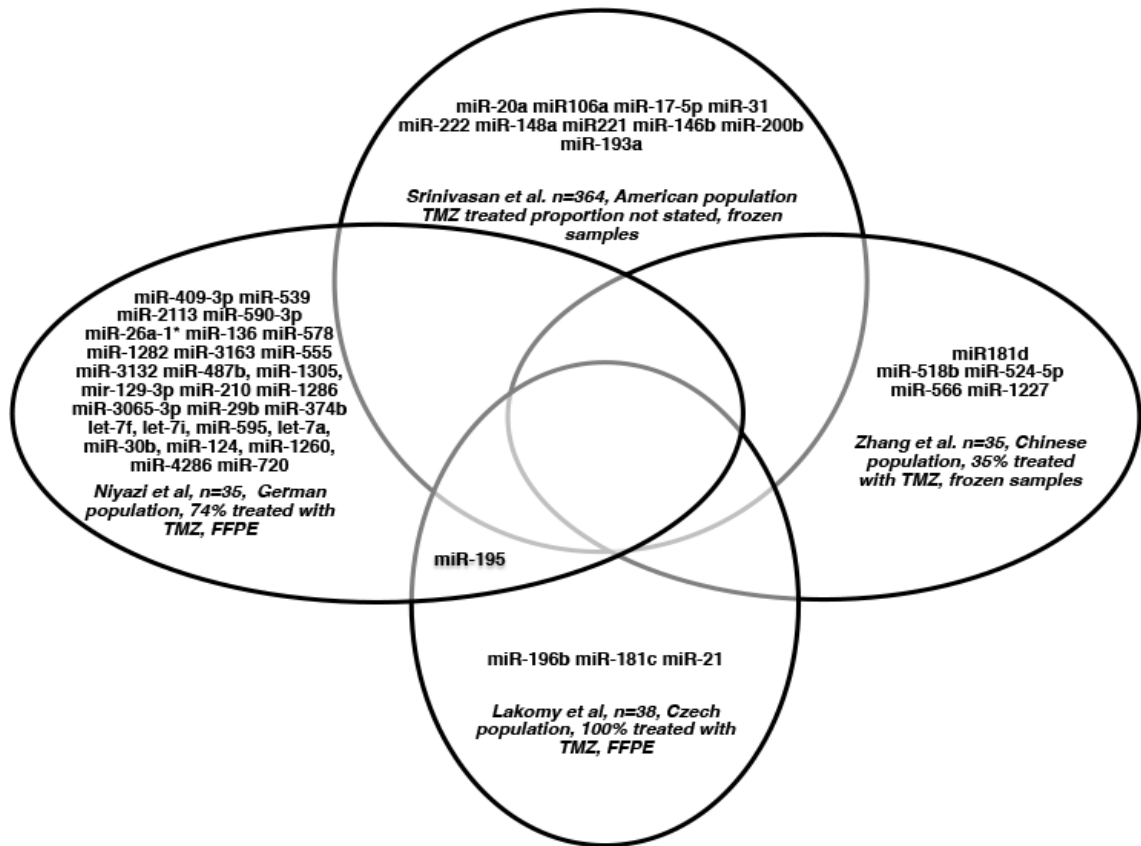 miR-20a miR106a miR-17-5p miR-31
miR-222 miR-148a miR221 miR-146b miR-200b
miR-193a
Srinivasan et al. n=364, American population
TMZ treated proportion not stated, frozen
samples
miR-409-3p miR-539
miR-2113 miR-590-3p
miR-26a-1* miR-136 miR-578
miR-1282 miR-3163 miR-555
miR-3132 miR-487b, miR-1305,
mir-129-3p miR-210 miR-1286
miR-3065-3p miR-29b miR-374b
let-7f, let-7i, miR-595, let-7a,
miR-30b, miR-124, miR-1260,
miR-4286 miR-720
Niyazi et al, n=35, German
population, 74% treated with
TMZ, FFPE
miR181d
miR-518b miR-524-5p
miR-566 miR-1227
Zhang et al. n=35, Chinese
population, 35% treated
with TMZ, frozen samples
miR-195
miR-196b miR-181c miR-21
Lakomy et al, n=38, Czech
population, 100% treated with
TMZ, FFPE